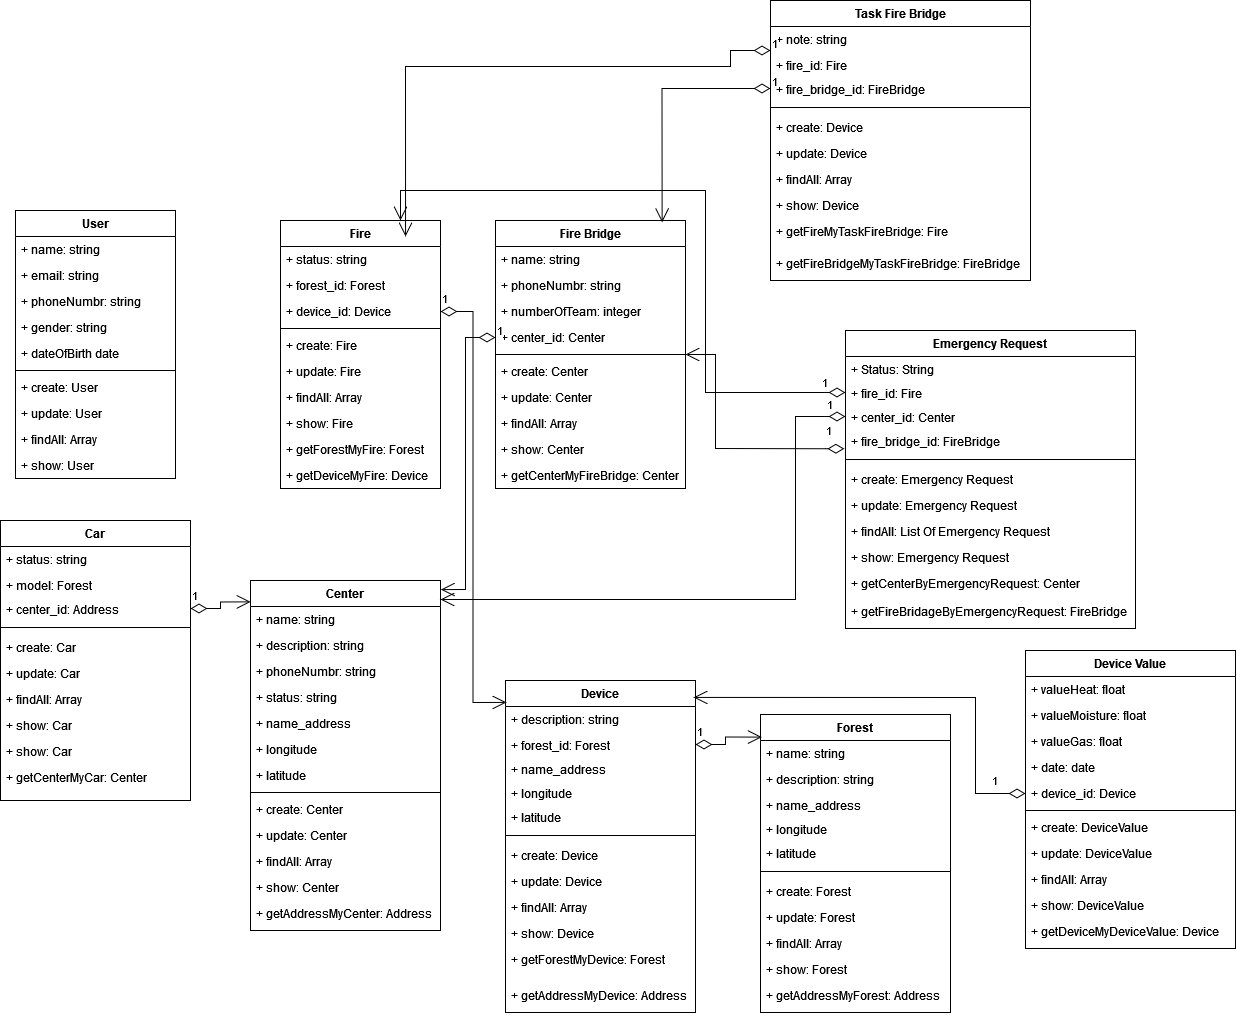 Task Fire Bridge
+ note: string
+ fire_id: Fire
+ fire_bridge_id: FireBridge
+ create: Device
+ update: Device
+ findAll: Array
+ show: Device
+ getFireMyTaskFireBridge: Fire
+ getFireBridgeMyTaskFireBridge: FireBridge
1
1
User
+ name: string
+ email: string
+ phoneNumbr: string
+ gender: string
+ dateOfBirth date
+ create: User
+ update: User
+ findAll: Array
+ show: User
Fire
+ status: string
+ forest_id: Forest
+ device_id: Device
+ create: Fire
+ update: Fire
+ findAll: Array
+ show: Fire
+ getForestMyFire: Forest
+ getDeviceMyFire: Device
1
Fire Bridge
+ name: string
+ phoneNumbr: string
+ numberOfTeam: integer
+ center_id: Center
+ create: Center
+ update: Center
+ findAll: Array
+ show: Center
+ getCenterMyFireBridge: Center
1
Emergency Request
+ Status: String
+ fire_id: Fire
+ center_id: Center
+ fire_bridge_id: FireBridge
+ create: Emergency Request
+ update: Emergency Request
+ findAll: List Of Emergency Request
+ show: Emergency Request
+ getCenterByEmergencyRequest: Center
+ getFireBridageByEmergencyRequest: FireBridge
1
1
1
Car
+ status: string
+ model: Forest
+ center_id: Address
+ create: Car
+ update: Car
+ findAll: Array
+ show: Car
+ show: Car
+ getCenterMyCar: Center
1
Center
+ name: string
+ description: string
+ phoneNumbr: string
+ status: string
+ name_address
+ longitude
+ latitude
+ create: Center
+ update: Center
+ findAll: Array
+ show: Center
+ getAddressMyCenter: Address
Device
+ description: string
+ forest_id: Forest
+ name_address
+ longitude
+ latitude
+ create: Device
+ update: Device
+ findAll: Array
+ show: Device
+ getForestMyDevice: Forest
+ getAddressMyDevice: Address
1
Forest
+ name: string
+ description: string
+ name_address
+ longitude
+ latitude
+ create: Forest
+ update: Forest
+ findAll: Array
+ show: Forest
+ getAddressMyForest: Address
Device Value
+ valueHeat: float
+ valueMoisture: float
+ valueGas: float
+ date: date
+ device_id: Device
+ create: DeviceValue
+ update: DeviceValue
+ findAll: Array
+ show: DeviceValue
+ getDeviceMyDeviceValue: Device
1